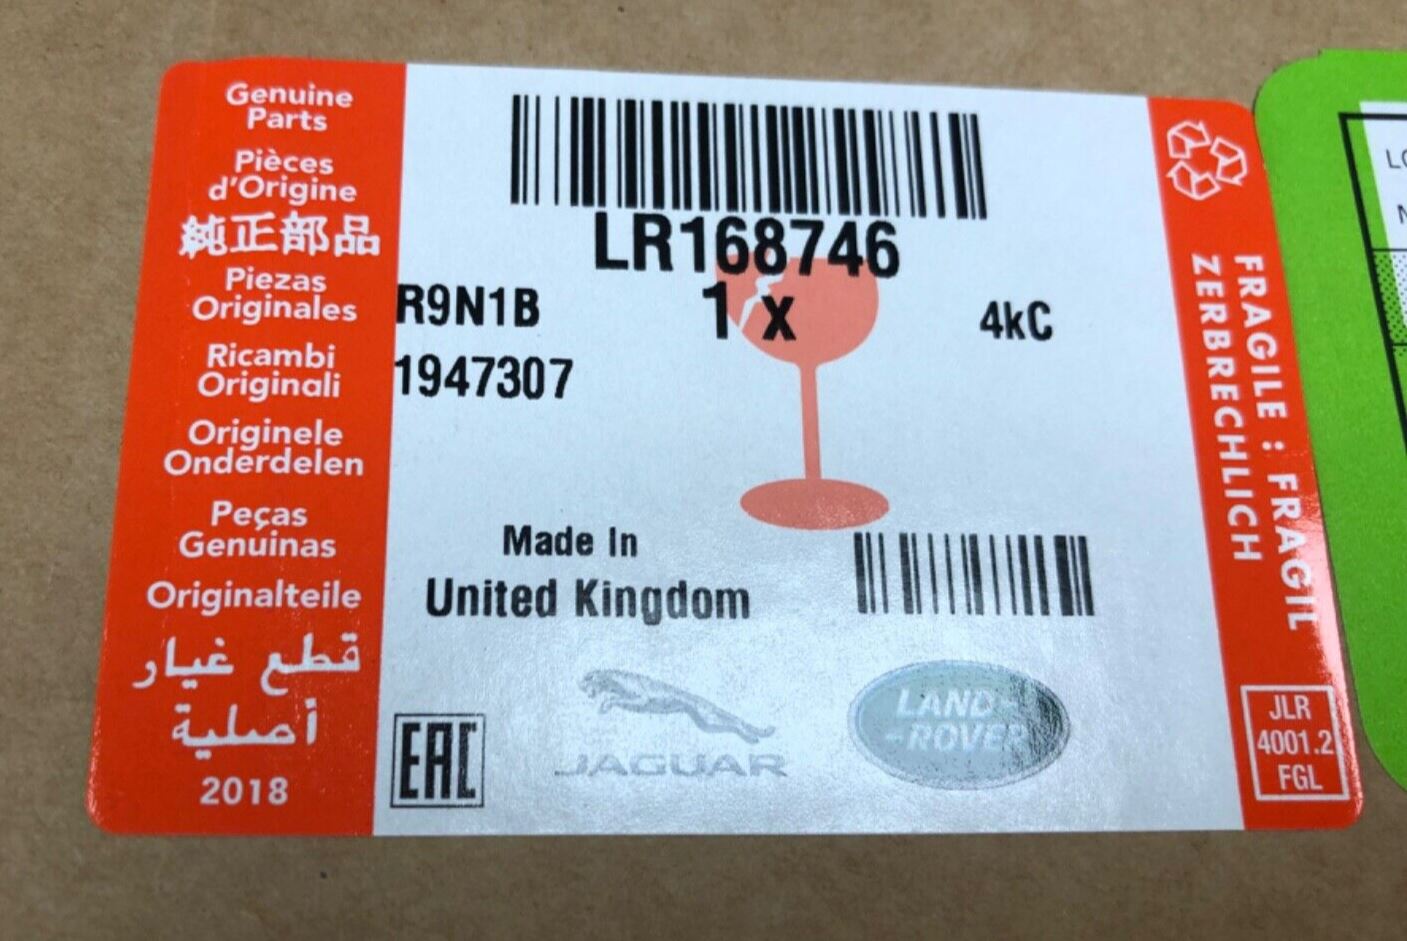 Genuine
Parts
Pièces
d'Origine
純正部品
Piezas
Originales
Ricambi
Originali
Originele
Onderdelen
Peças
Genuinas
Originalteile
قطع غيار
أصلية
2018
LR168746
R9N1B
1 x
4kC
1947307
Made In
United Kingdom
EAC
JAGUAR
LAND-
-ROVER
FRAGILE : FRAGIL
ZERBRECHLICH
JLR
4001.2
FGL